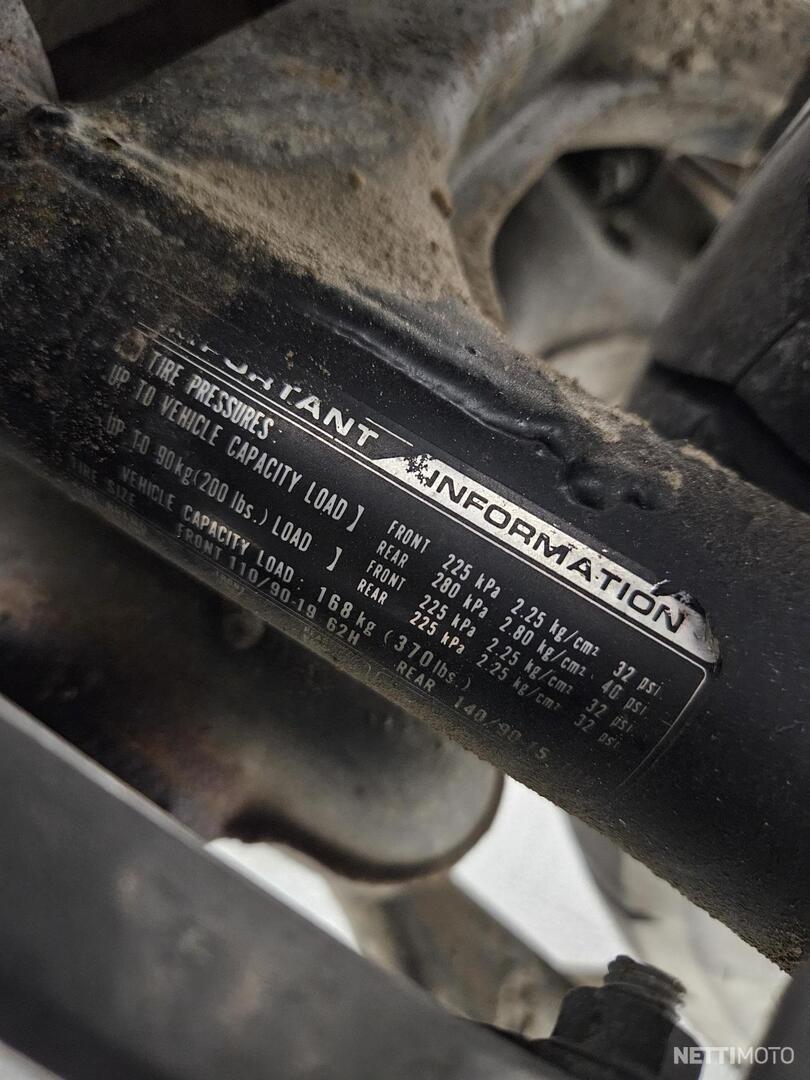 IMPORTANT INFORMATION
TIRE PRESSURES:
UP TO VEHICLE CAPACITY LOAD] FRONT 225 kPa 2.25 kg/cm² 32 psi
REAR 280 kPa 2.80 kg/cm² 40 psi
UP TO 90 kg (200 lbs.) LOAD ] FRONT 225 kPa 2.25 kg/cm² 32 psi
REAR 225 kPa 2.25 kg/cm² 32 psi
VEHICLE CAPACITY LOAD: 168 kg (370 lbs.)
TIRE SIZE FRONT 110/90-19 62H REAR 140/90-15
NETTIMOTO